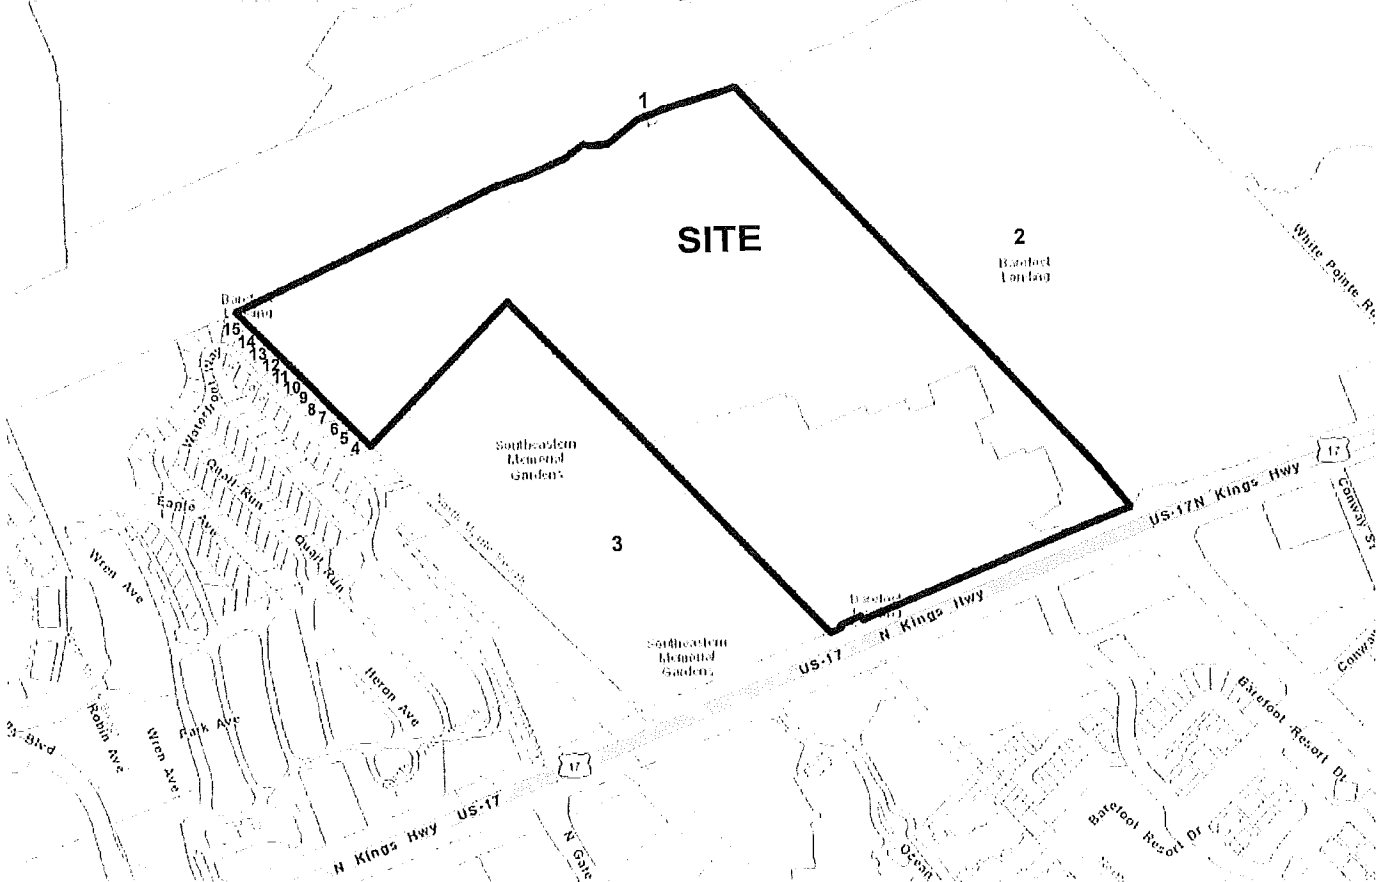 1
SITE
2
Barefoot
Landing
White Pointe
Barefoot
15
14
13
12
11
10
9
8
7
6
5
4
Southeastern
Memorial
Gardens
17
US-17N Kings Hwy
Conway St
Quail Run
Eagle Ave
Quail Run
Wren Ave
3
Barefoot
N Kings Hwy
US-17
Southeastern
Memorial
Gardens
Heron Ave
Park Ave
Robin Ave
Wren Ave
Blvd
17
US-17
N Kings Hwy
N Gate
Ocean
Conway
Barefoot Resort Dr
Barefoot Resort Dr